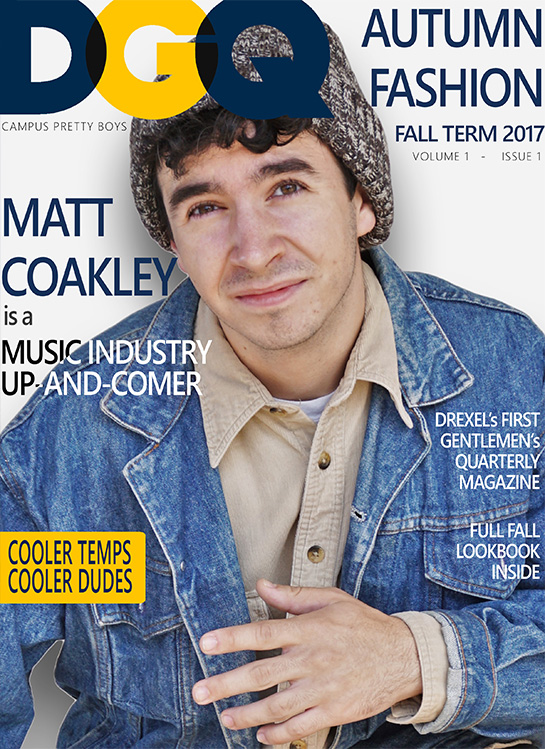 DGQ
AUTUMN
FASHION
CAMPUS PRETTY BOYS
FALL TERM 2017
VOLUME 1 - ISSUE 1
MATT
COAKLEY
is a
MUSIC INDUSTRY
UP-AND-COMER
DREXEL's FIRST
GENTLEMEN's
QUARTERLY
MAGAZINE
FULL FALL
LOOKBOOK
INSIDE
COOLER TEMPS
COOLER DUDES